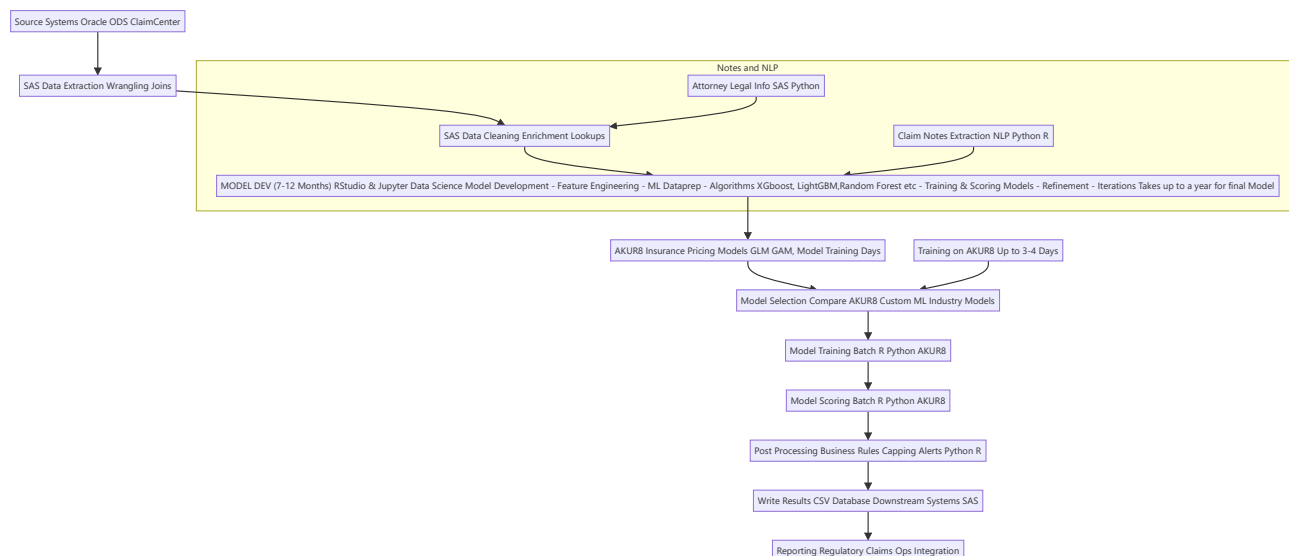 Source Systems Oracle ODS ClaimCenter
Notes and NLP
SAS Data Extraction Wrangling Joins
Attorney Legal Info SAS Python
SAS Data Cleaning Enrichment Lookups
Claim Notes Extraction NLP Python R
MODEL DEV (7-12 Months) RStudio & Jupyter Data Science Model Development - Feature Engineering - ML Dataprep - Algorithms XGboost, LightGBM,Random Forest etc - Training & Scoring Models - Refinement - Iterations Takes up to a year for final Model
AKUR8 Insurance Pricing Models GLM GAM, Model Training Days
Training on AKUR8 Up to 3-4 Days
Model Selection Compare AKUR8 Custom ML Industry Models
Model Training Batch R Python AKUR8
Model Scoring Batch R Python AKUR8
Post Processing Business Rules Capping Alerts Python R
Write Results CSV Database Downstream Systems SAS
Reporting Regulatory Claims Ops Integration